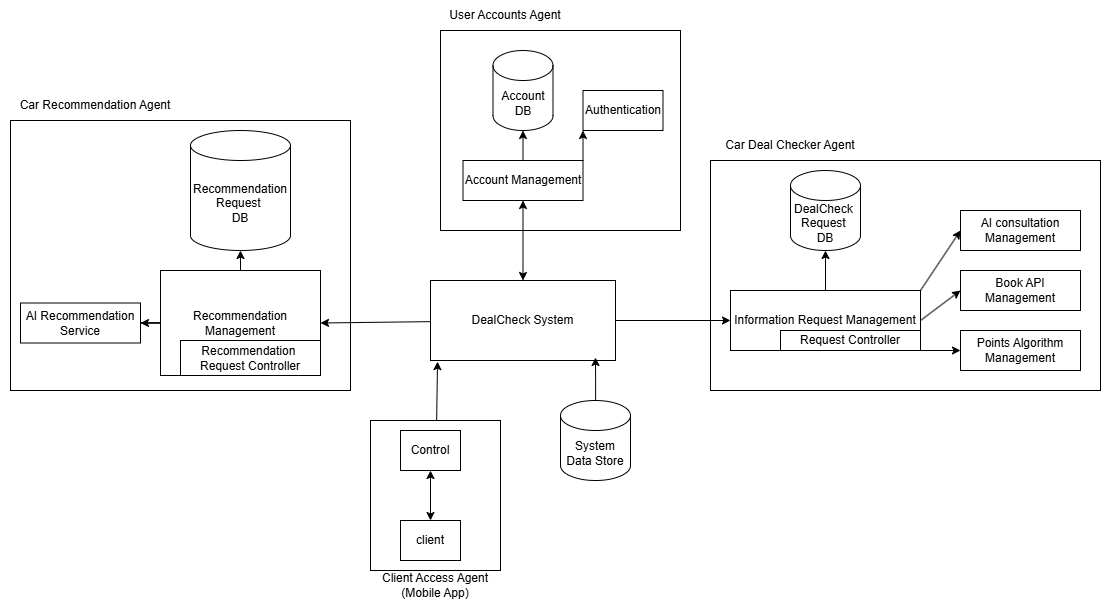 User Accounts Agent
Account
DB
Authentication
Account Management
Car Recommendation Agent
Recommendation
Request
DB
AI Recommendation
Service
Recommendation
Management
Recommendation
Request Controller
DealCheck System
Car Deal Checker Agent
DealCheck
Request
DB
Information Request Management
Request Controller
AI consultation
Management
Book API
Management
Points Algorithm
Management
Control
client
Client Access Agent
(Mobile App)
System
Data Store